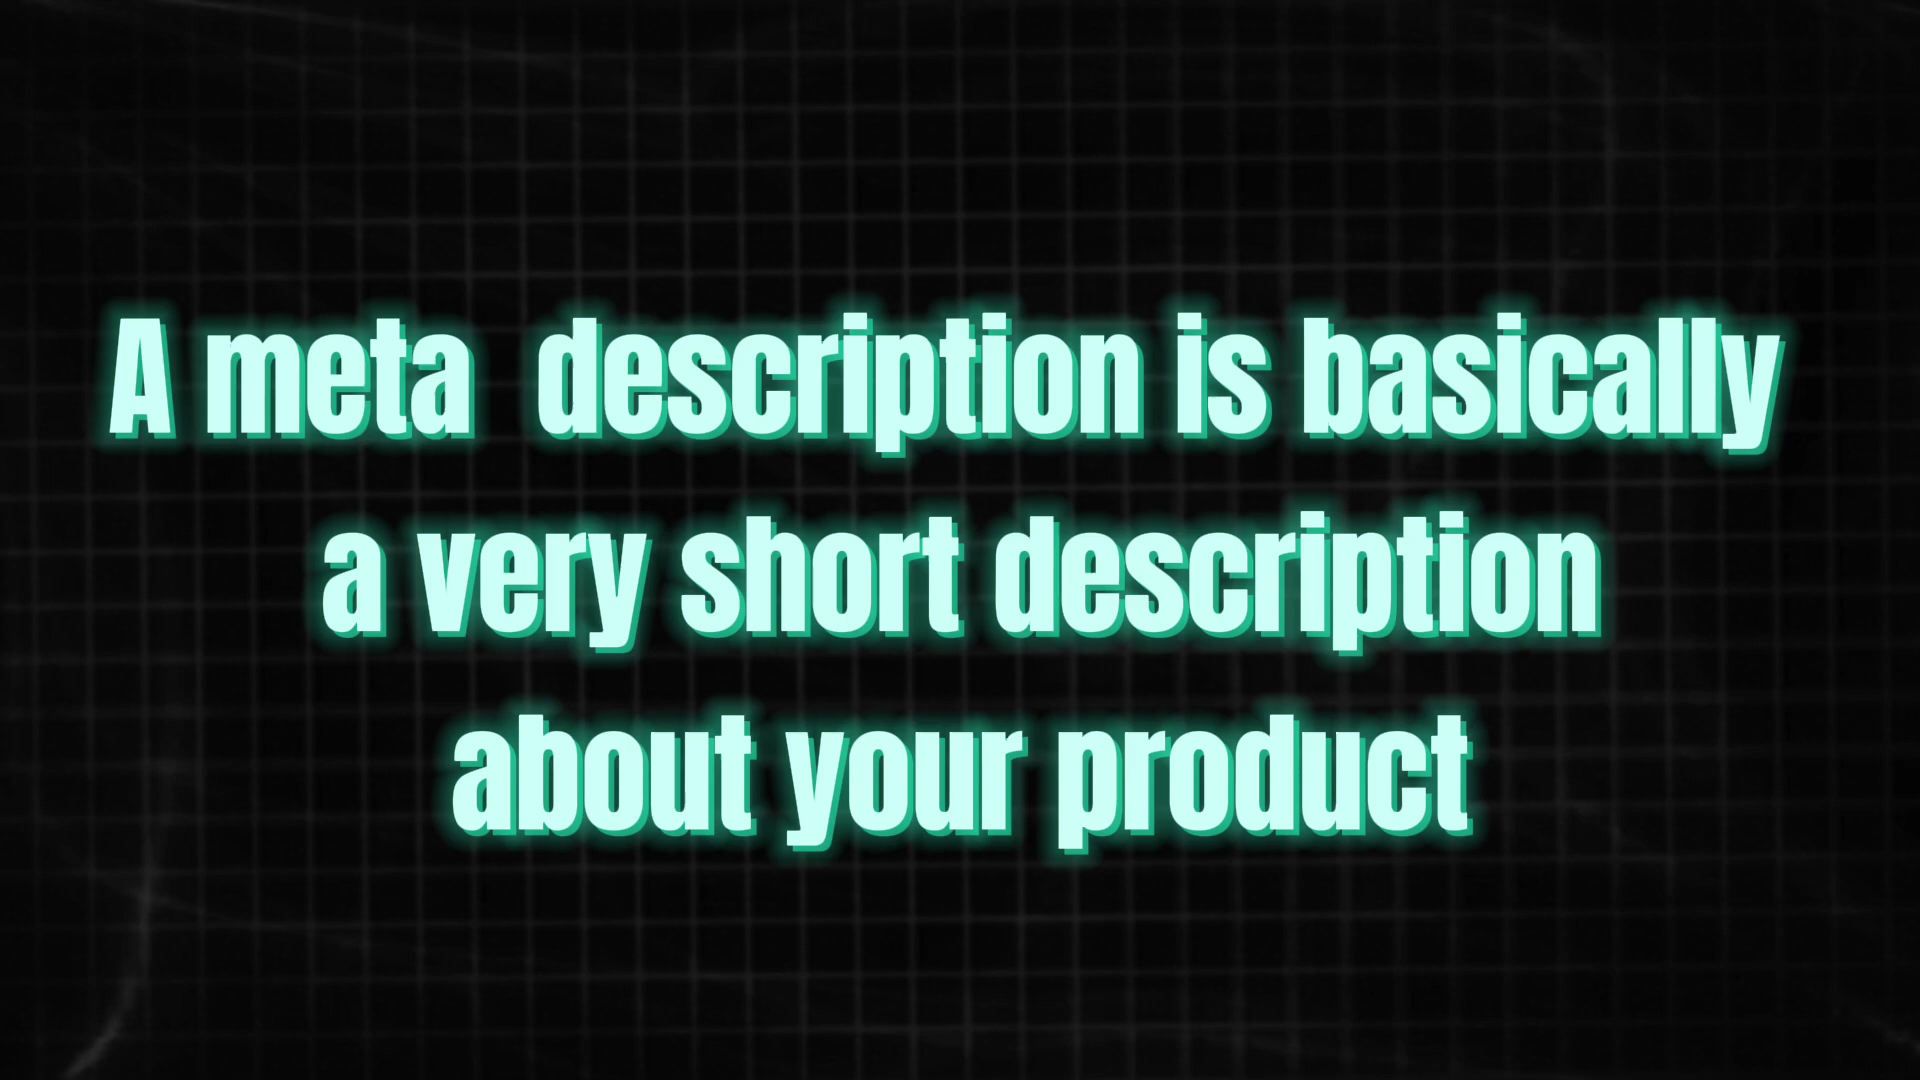 A meta  description is basically
a very short description
about your product